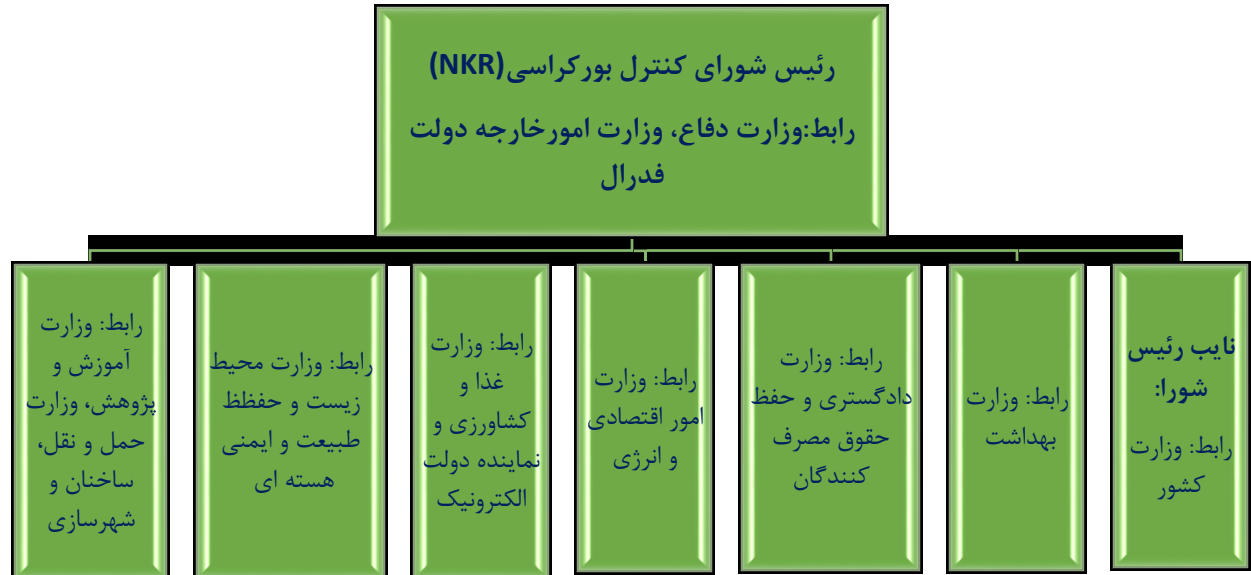 رئیس شورای کنترل بورکراسی(NKR)
رابط:وزارت دفاع، وزارت امورخارجه دولت
فدرال
نایب رئیس
شورا:
رابط: وزارت
کشور
رابط: وزارت
بهداشت
رابط: وزارت
دادگستری و حفظ
حقوق مصرف
کنندگان
رابط: وزارت
امور اقتصادی
و انرژی
رابط: وزارت
غذا و
کشاورزی و
نماینده دولت
الکترونیک
رابط: وزارت محیط
زیست و حفظظ
طبیعت و ایمنی
هسته ای
رابط: وزارت
آموزش و
پژوهش، وزارت
حمل و نقل،
ساخنان و
شهرسازی